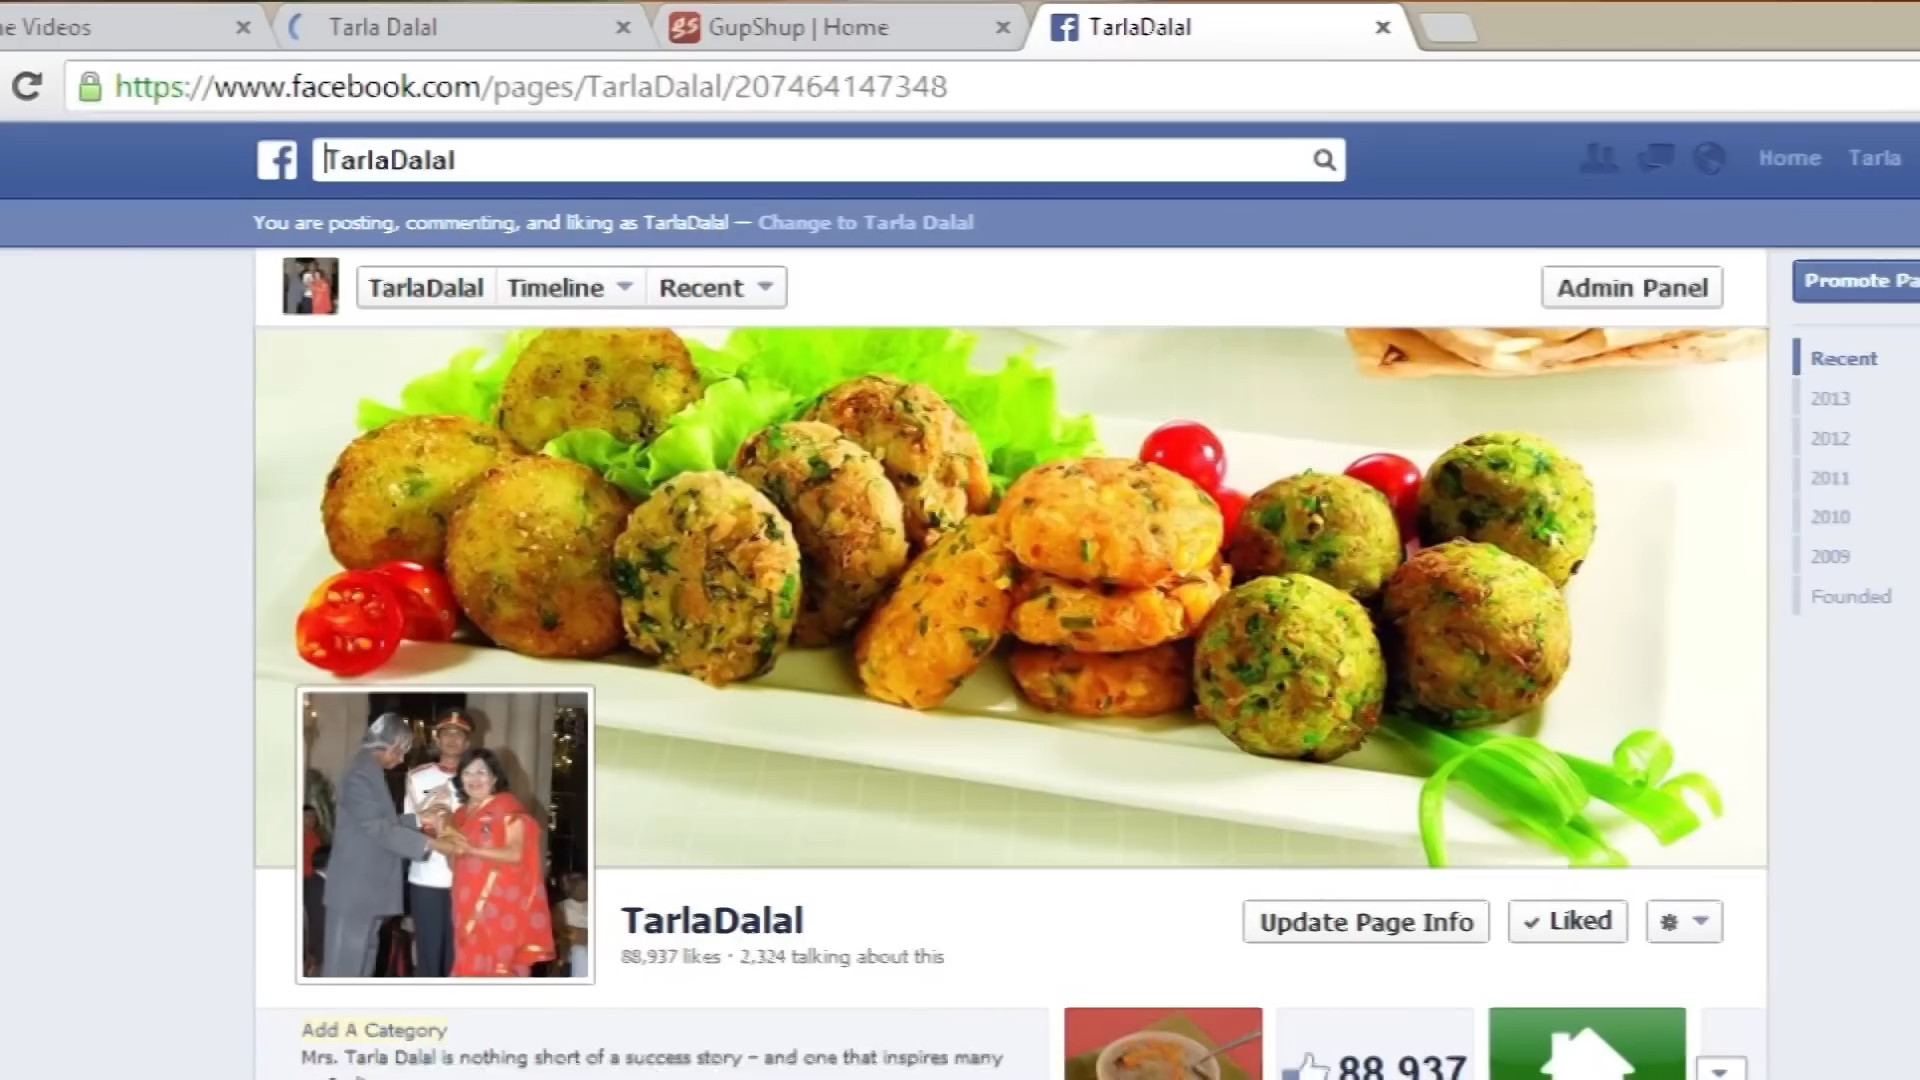 e Videos
Tarla Dalal
gs GupShup | Home
TarlaDalal
https://www.facebook.com/pages/TarlaDalal/207464147348
TarlaDalal
Home Tarla
You are posting, commenting, and liking as TarlaDalal — Change to Tarla Dalal
TarlaDalal Timeline Recent
Admin Panel
Promote Pa
Recent
2013
2012
2011
2010
2009
Founded
TarlaDalal
88,937 likes · 2,324 talking about this
Update Page Info
Liked
Add A Category
Mrs. Tarla Dalal is nothing short of a success story – and one that inspires many
88,937